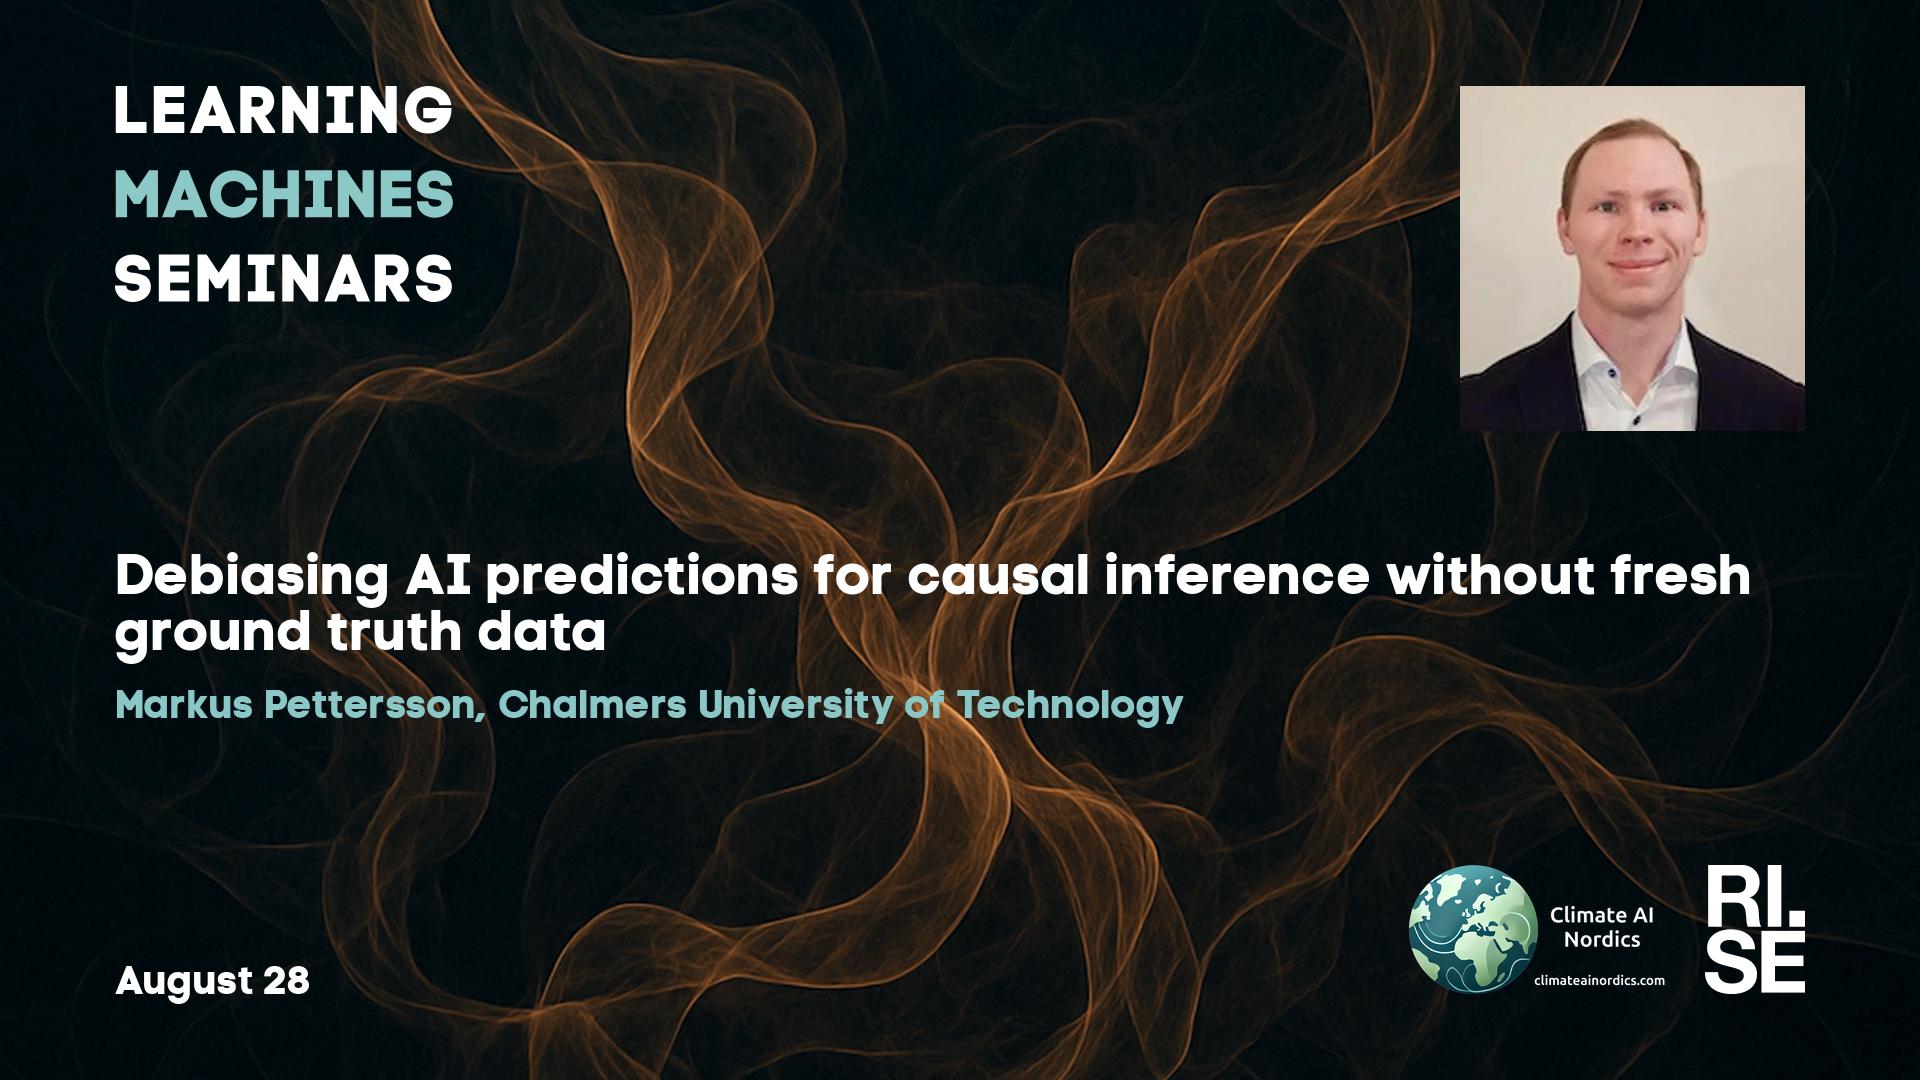 LEARNING
MACHINES
SEMINARS
Debiasing AI predictions for causal inference without fresh
ground truth data
Markus Pettersson, Chalmers University of Technology
August 28
Climate AI
Nordics
climateainordics.com
RI.
SE